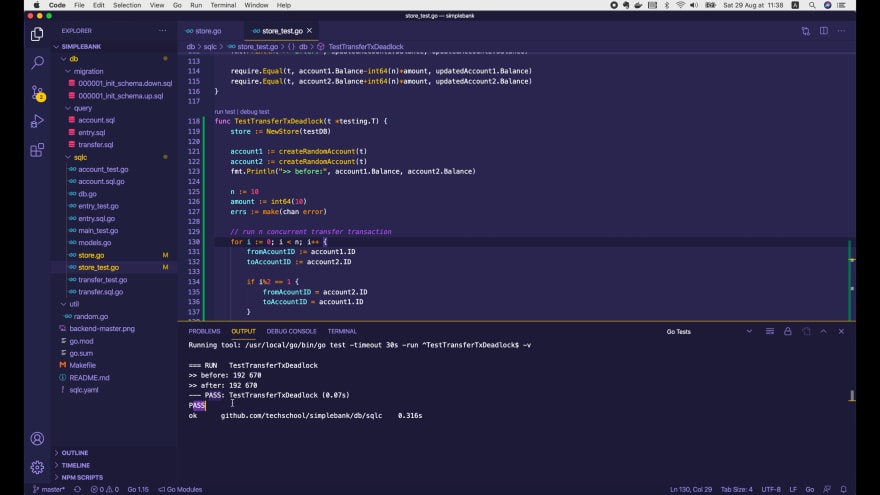 Code File Edit Selection View Go Run Terminal Window Help Sat 29 Aug at 11:38
store_test.go — simplebank
EXPLORER
store.go
store_test.go
SIMPLEBANK
db > sqlc > store_test.go > {} db > TestTransferTxDeadlock
db
migration
000001_init_schema.down.sql
000001_init_schema.up.sql
query
account.sql
entry.sql
transfer.sql
sqlc
account_test.go
account.sql.go
db.go
entry_test.go
entry.sql.go
main_test.go
models.go
store.go M
store_test.go M
transfer_test.go
transfer.sql.go
util
random.go
backend-master.png
go.mod
go.sum
Makefile
README.md
sqlc.yaml
OUTLINE
TIMELINE
NPM SCRIPTS
113
114 require.Equal(t, account1.Balance-int64(n)*amount, updatedAccount1.Balance)
115 require.Equal(t, account2.Balance+int64(n)*amount, updatedAccount2.Balance)
116 }
117
run test | debug test
118 func TestTransferTxDeadlock(t *testing.T) {
119 store := NewStore(testDB)
120
121 account1 := createRandomAccount(t)
122 account2 := createRandomAccount(t)
123 fmt.Println(">> before:", account1.Balance, account2.Balance)
124
125 n := 10
126 amount := int64(10)
127 errs := make(chan error)
128
129 // run n concurrent transfer transaction
130 for i := 0; i < n; i++ {
131 fromAcountID := account1.ID
132 toAccountID := account2.ID
133
134 if i%2 == 1 {
135 fromAcountID = account2.ID
136 toAccountID = account1.ID
137 }
PROBLEMS OUTPUT DEBUG CONSOLE TERMINAL Go Tests
Running tool: /usr/local/go/bin/go test -timeout 30s -run ^TestTransferTxDeadlock$ -v
=== RUN TestTransferTxDeadlock
>> before: 192 670
>> after: 192 670
--- PASS: TestTransferTxDeadlock (0.07s)
PASS
ok github.com/techschool/simplebank/db/sqlc 0.316s
master* 0 0 Go 1.15 Go Modules Ln 130, Col 29 Tab Size: 4 UTF-8 LF Go